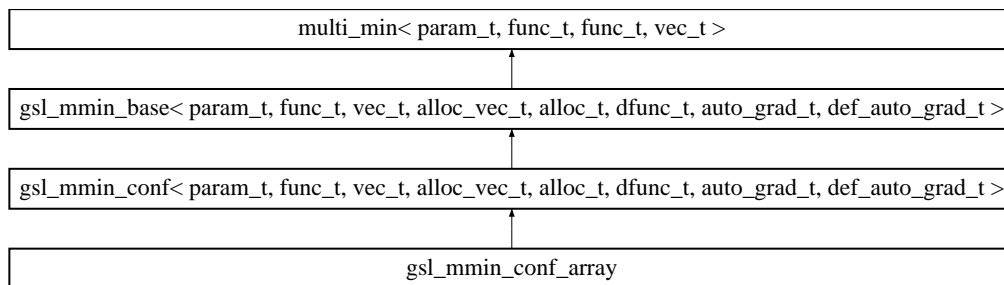 multi_min< param_t, func_t, func_t, vec_t >
gsl_mmin_base< param_t, func_t, vec_t, alloc_vec_t, alloc_t, dfunc_t, auto_grad_t, def_auto_grad_t >
gsl_mmin_conf< param_t, func_t, vec_t, alloc_vec_t, alloc_t, dfunc_t, auto_grad_t, def_auto_grad_t >
gsl_mmin_conf_array